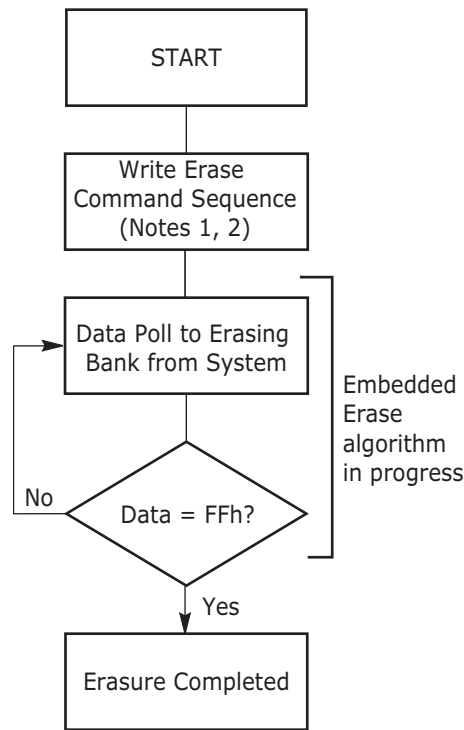 START
Write Erase
Command Sequence
(Notes 1, 2)
Data Poll to Erasing
Bank from System
Embedded
Erase
algorithm
in progress
No
Data = FFh?
Yes
Erasure Completed